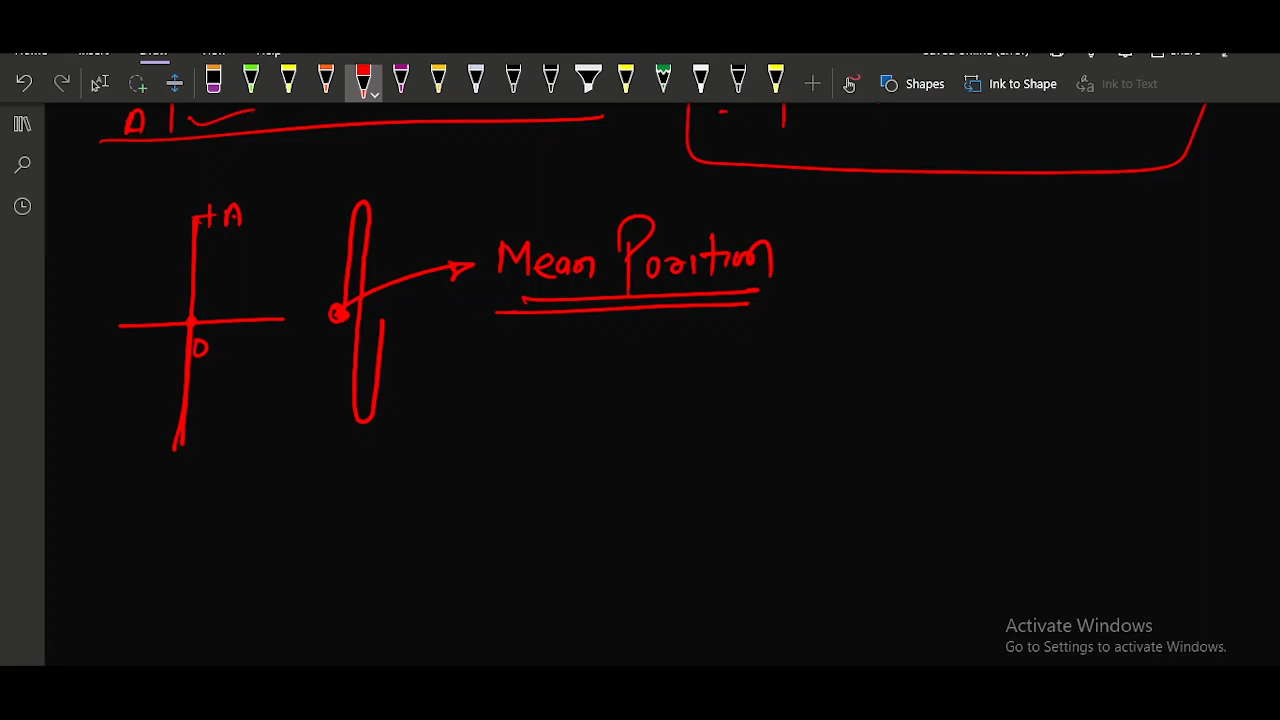 Shapes
Ink to Shape
Ink to Text
+A
Mean Position
O
Activate Windows
Go to Settings to activate Windows.